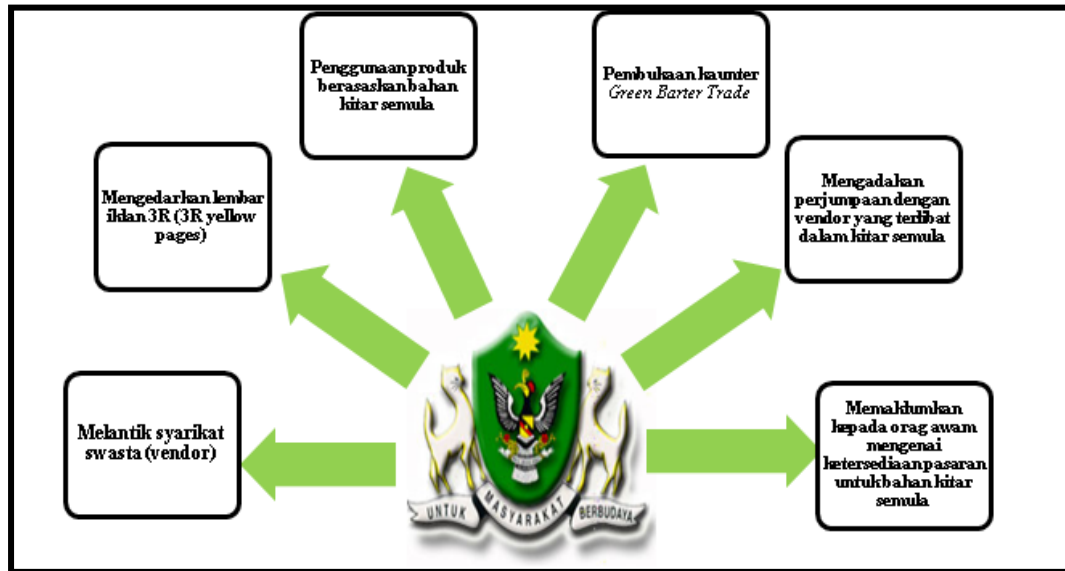 Penggunaan produk
berasaskan bahan
kitar semula
Pembukaan kaunter
Green Barter Trade
Mengedarkan lembar
iklan 3R (3R yellow
pages)
Mengadakan
perjumpaan dengan
vendor yang terlibat
dalam kitar semula
Melantik syarikat
swasta (vendor)
Memaklumkan
kepada orag awam
mengenai
ketersediaan pasaran
untuk bahan kitar
semula
UNTUK MASYARAKAT BERBUDAYA